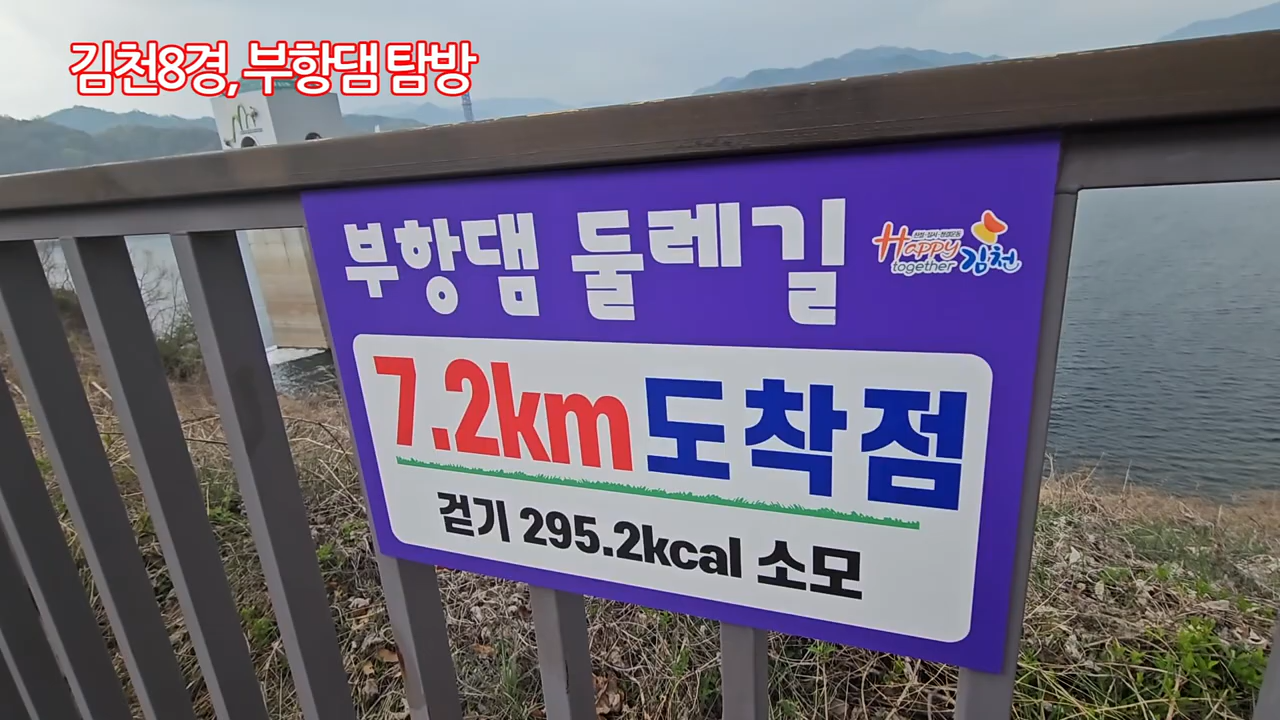 김천8경, 부항댐 탐방
부항댐 둘레길
Happy
together 김천
7.2km 도착점
걷기 295.2kcal 소모